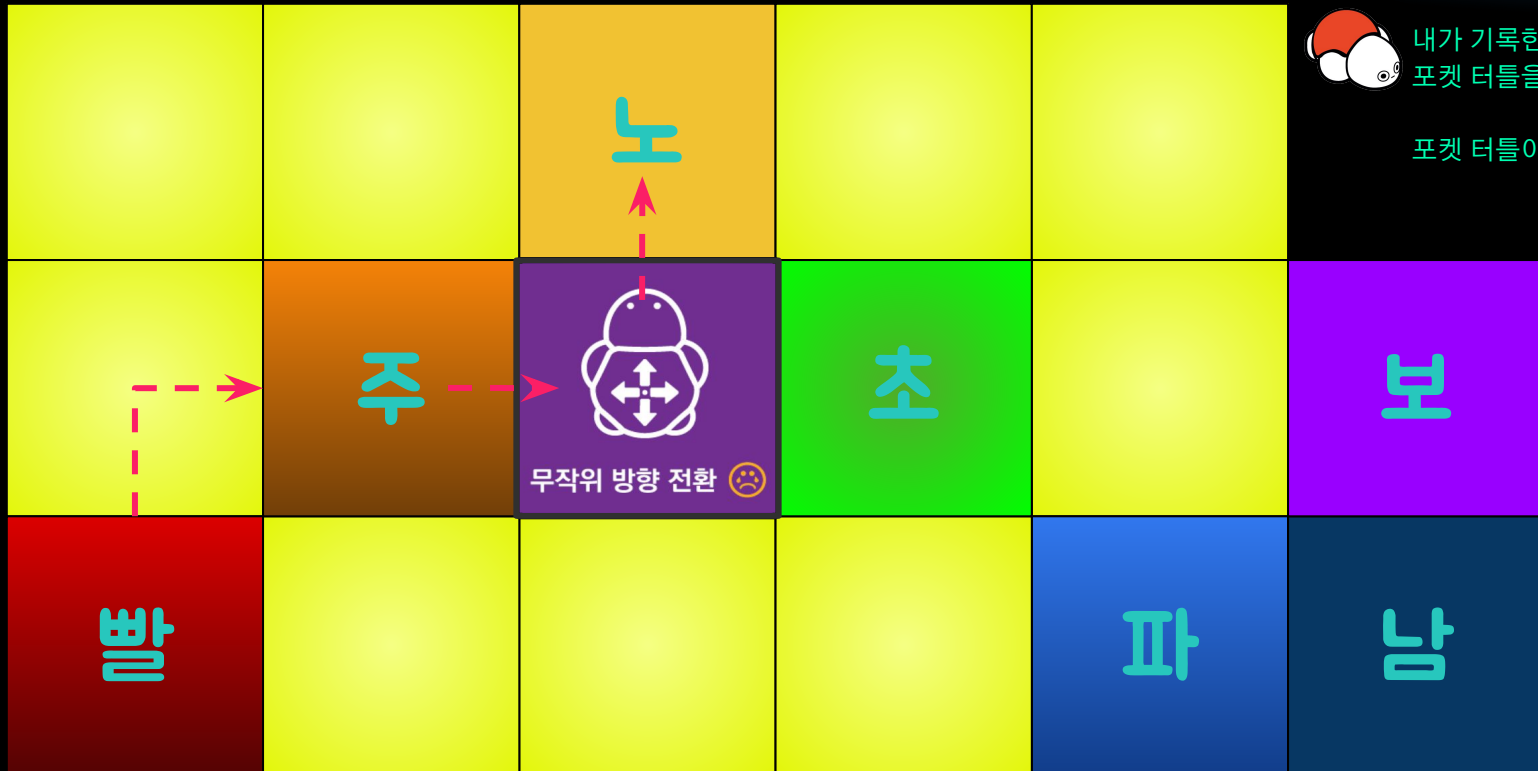 노
내가 기록한
포켓 터틀을
포켓 터틀이
주
초
보
무작위 방향 전환
빨
파
남